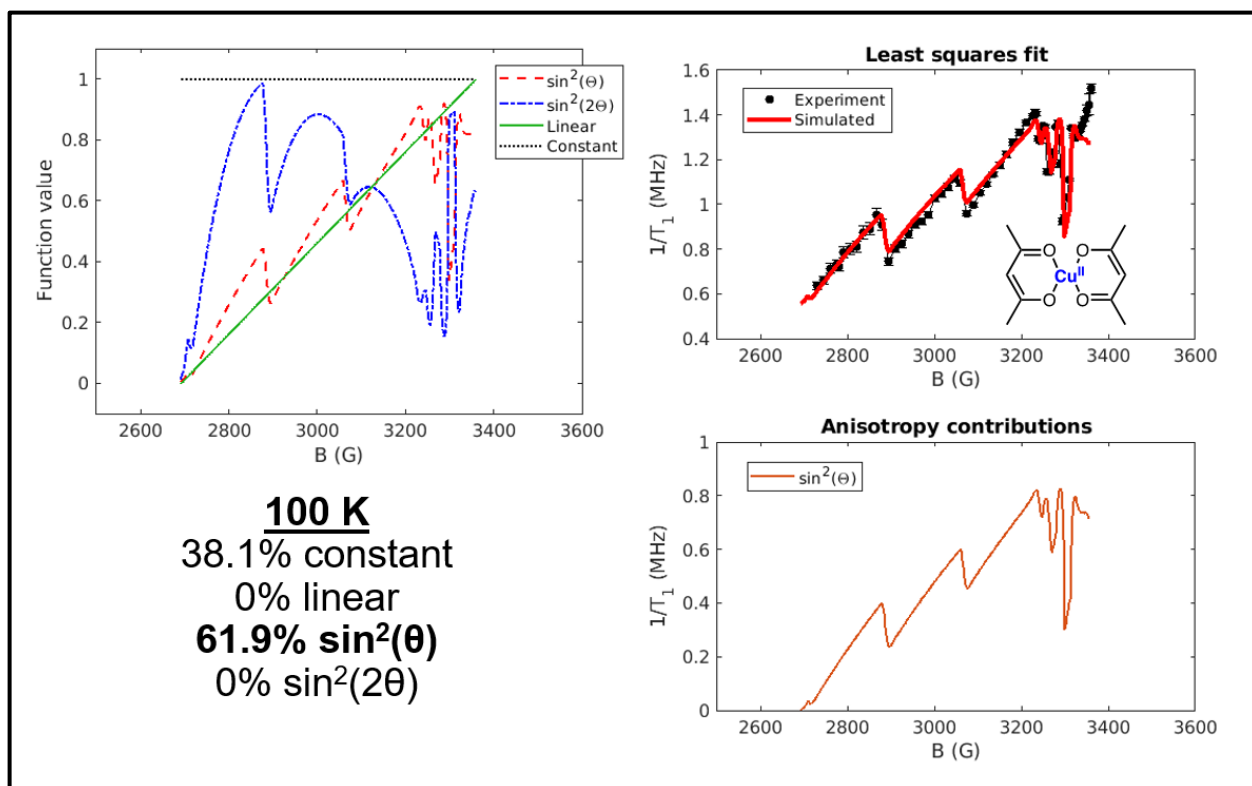 1
0.8
0.6
0.4
0.2
0
Function value
2600 2800 3000 3200 3400 3600
B (G)
sin²(Θ)
sin²(2Θ)
Linear
Constant
Least squares fit
1.6
1.4
1.2
1
0.8
0.6
0.4
1/T₁ (MHz)
Experiment
Simulated
O O
Cuᴵᴵ
O O
2600 2800 3000 3200 3400 3600
B (G)
100 K
38.1% constant
0% linear
61.9% sin²(θ)
0% sin²(2θ)
Anisotropy contributions
1
0.8
0.6
0.4
0.2
0
1/T₁ (MHz)
sin²(Θ)
2600 2800 3000 3200 3400 3600
B (G)